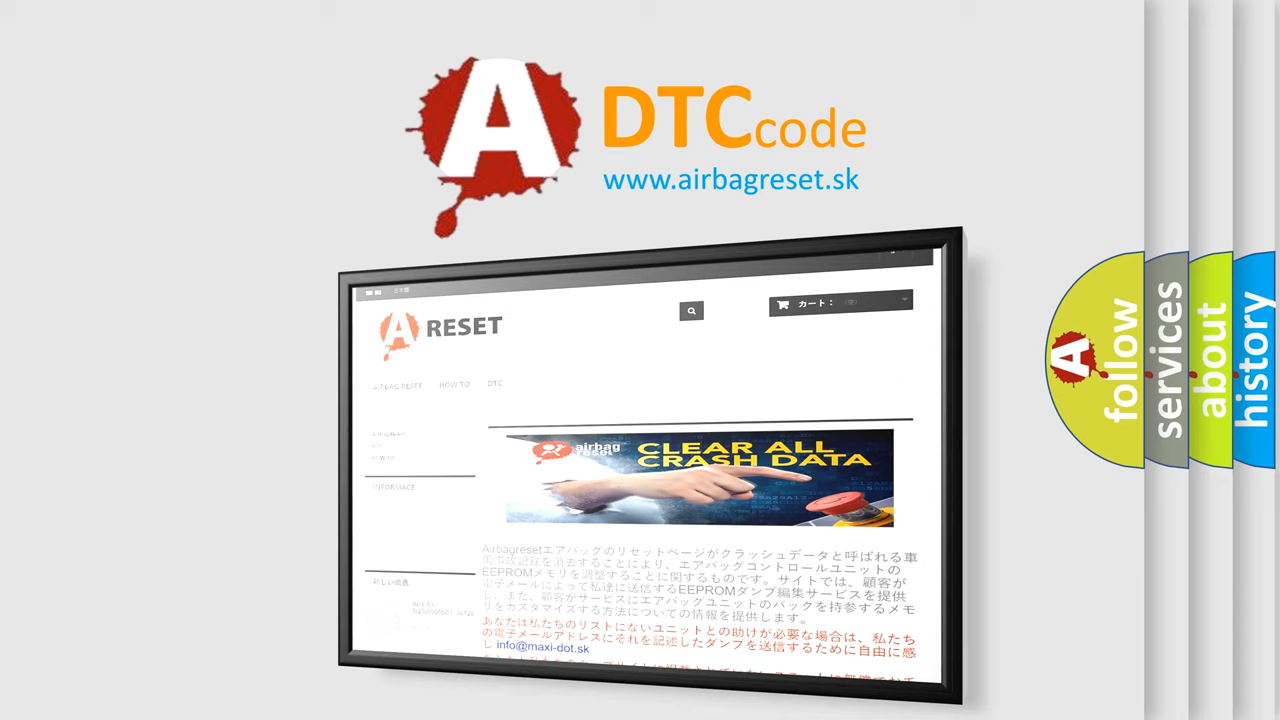 A DTC code
www.airbagreset.sk
日本語
A RESET
カート：
AIRBAG RESET HOW TO DTC
Airbag Reset
HOW TO
INFORMACE
airbag reset
CLEAR ALL
CRASH DATA
Airbagresetエアバッグのリセットページがクラッシュデータと呼ばれる車
両事故記録を消去することにより、エアバッグコントロールユニットの
EEPROMメモリを調整することに関するものです。サイトでは、顧客が
電子メールによって私達に送信するEEPROMダンプ編集サービスを提供
し、また、顧客がサービスにエアバッグユニットのバックを持参するメモ
リをカスタマイズする方法についての情報を提供します。
あなたは私たちのリストにないユニットとの助けが必要な場合は、私たち
の電子メールアドレスにそれを記述したダンプを送信するために自由に感
じ info@maxi-dot.sk
A follow
services
about
history